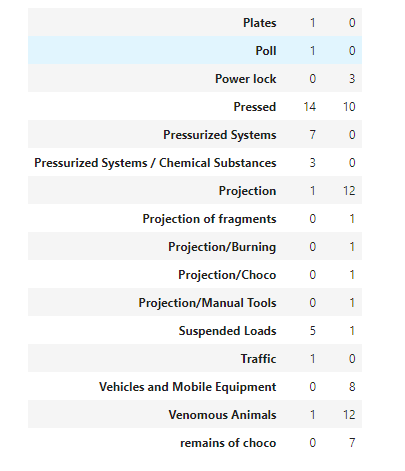 Plates 1 0
Poll 1 0
Power lock 0 3
Pressed 14 10
Pressurized Systems 7 0
Pressurized Systems / Chemical Substances 3 0
Projection 1 12
Projection of fragments 0 1
Projection/Burning 0 1
Projection/Choco 0 1
Projection/Manual Tools 0 1
Suspended Loads 5 1
Traffic 1 0
Vehicles and Mobile Equipment 0 8
Venomous Animals 1 12
remains of choco 0 7